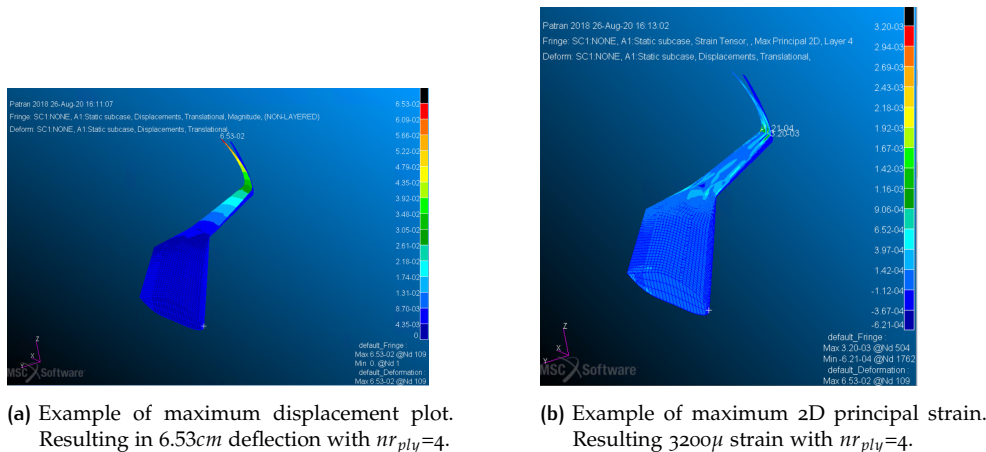 Patran 2018 26-Aug-20 16:11:07
Fringe: SC1:NONE, A1:Static subcase, Displacements, Translational, Magnitude, (NON-LAYERED)
Deform: SC1:NONE, A1:Static subcase, Displacements, Translational,
6.53-02
6.53-02
6.09-02
5.66-02
5.22-02
4.79-02
4.35-02
3.92-02
3.48-02
3.05-02
2.61-02
2.18-02
1.74-02
1.31-02
8.70-03
4.35-03
0.
default_Fringe :
Max 6.53-02 @Nd 109
Min 0. @Nd 1
default_Deformation :
Max 6.53-02 @Nd 109
Z
X
Y
MSC Software
(a) Example of maximum displacement plot.
Resulting in 6.53cm deflection with nr_ply=4.
Patran 2018 26-Aug-20 16:13:02
Fringe: SC1:NONE, A1:Static subcase, Strain Tensor, , Max Principal 2D, Layer 4
Deform: SC1:NONE, A1:Static subcase, Displacements, Translational,
.21-04
3.20-03
3.20-03
2.94-03
2.69-03
2.43-03
2.18-03
1.92-03
1.67-03
1.42-03
1.16-03
9.06-04
6.52-04
3.97-04
1.42-04
-1.12-04
-3.67-04
-6.21-04
default_Fringe :
Max 3.20-03 @Nd 504
Min -6.21-04 @Nd 1762
default_Deformation :
Max 6.53-02 @Nd 109
Z
X
Y
MSC Software
(b) Example of maximum 2D principal strain.
Resulting 3200μ strain with nr_ply=4.